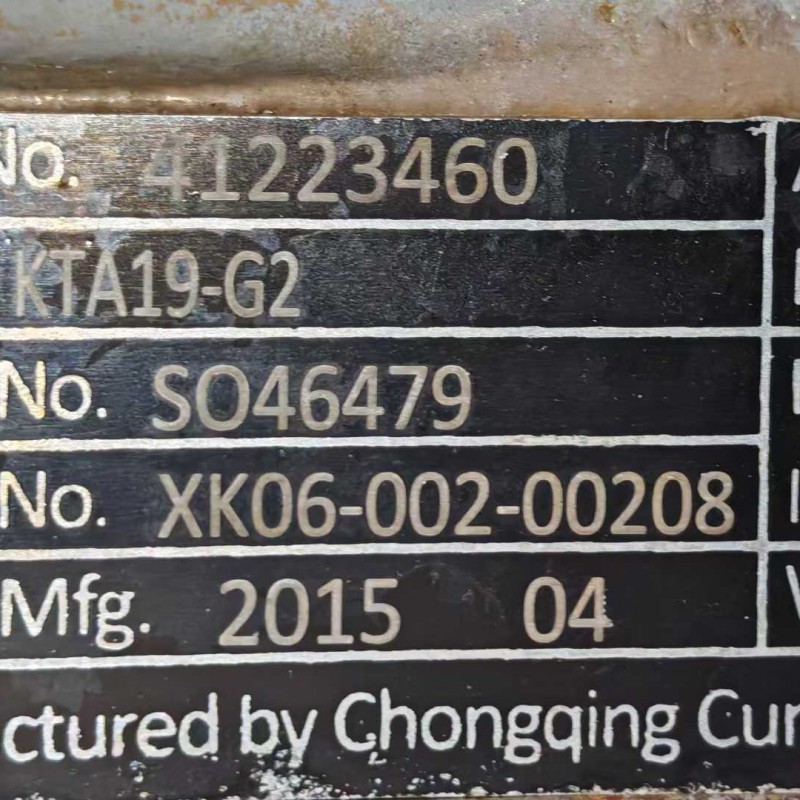 No. 41223460
KTA19-G2
No. SO46479
No. XK06-002-00208
Mfg. 2015 04
ctured by Chongqing Cu